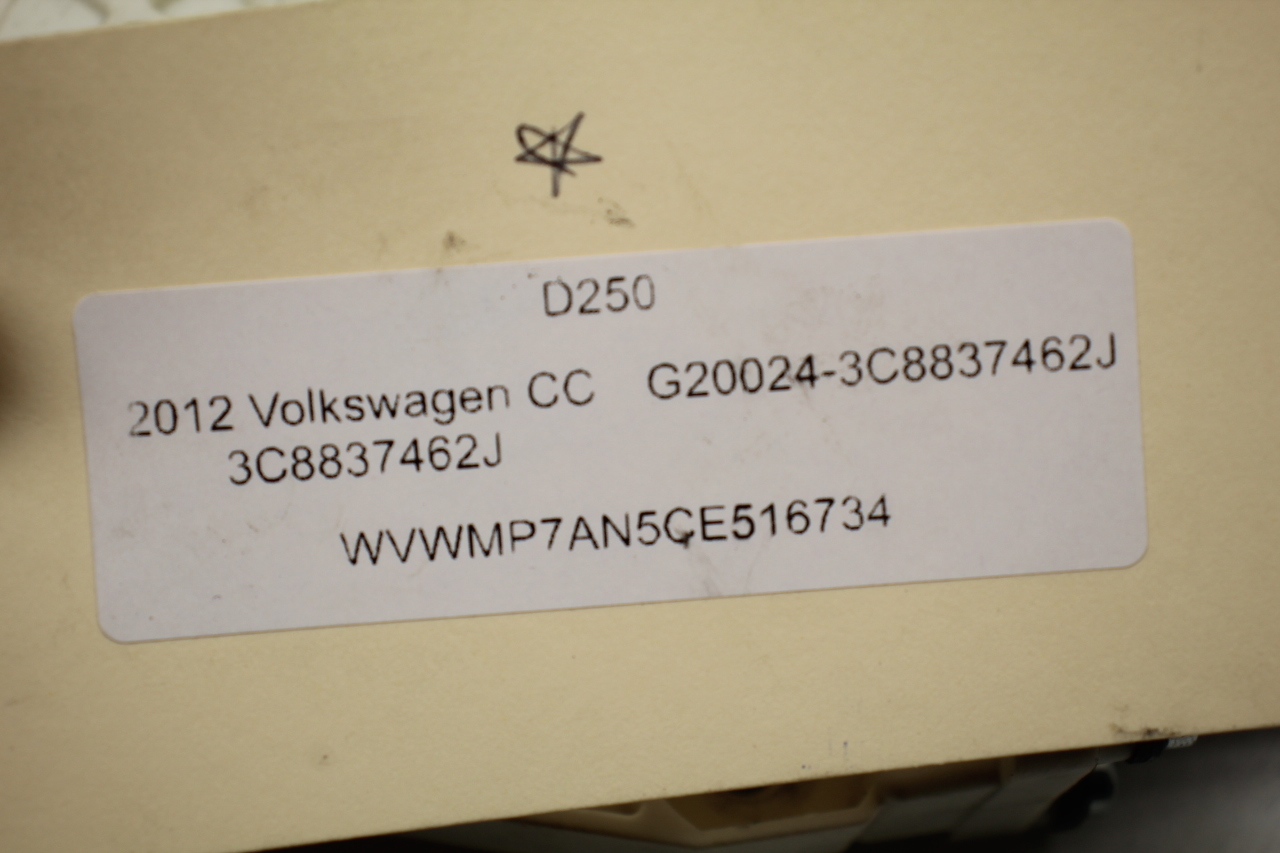 D250
2012 Volkswagen CC G20024-3C8837462J
3C8837462J
WVWMP7AN5CE516734